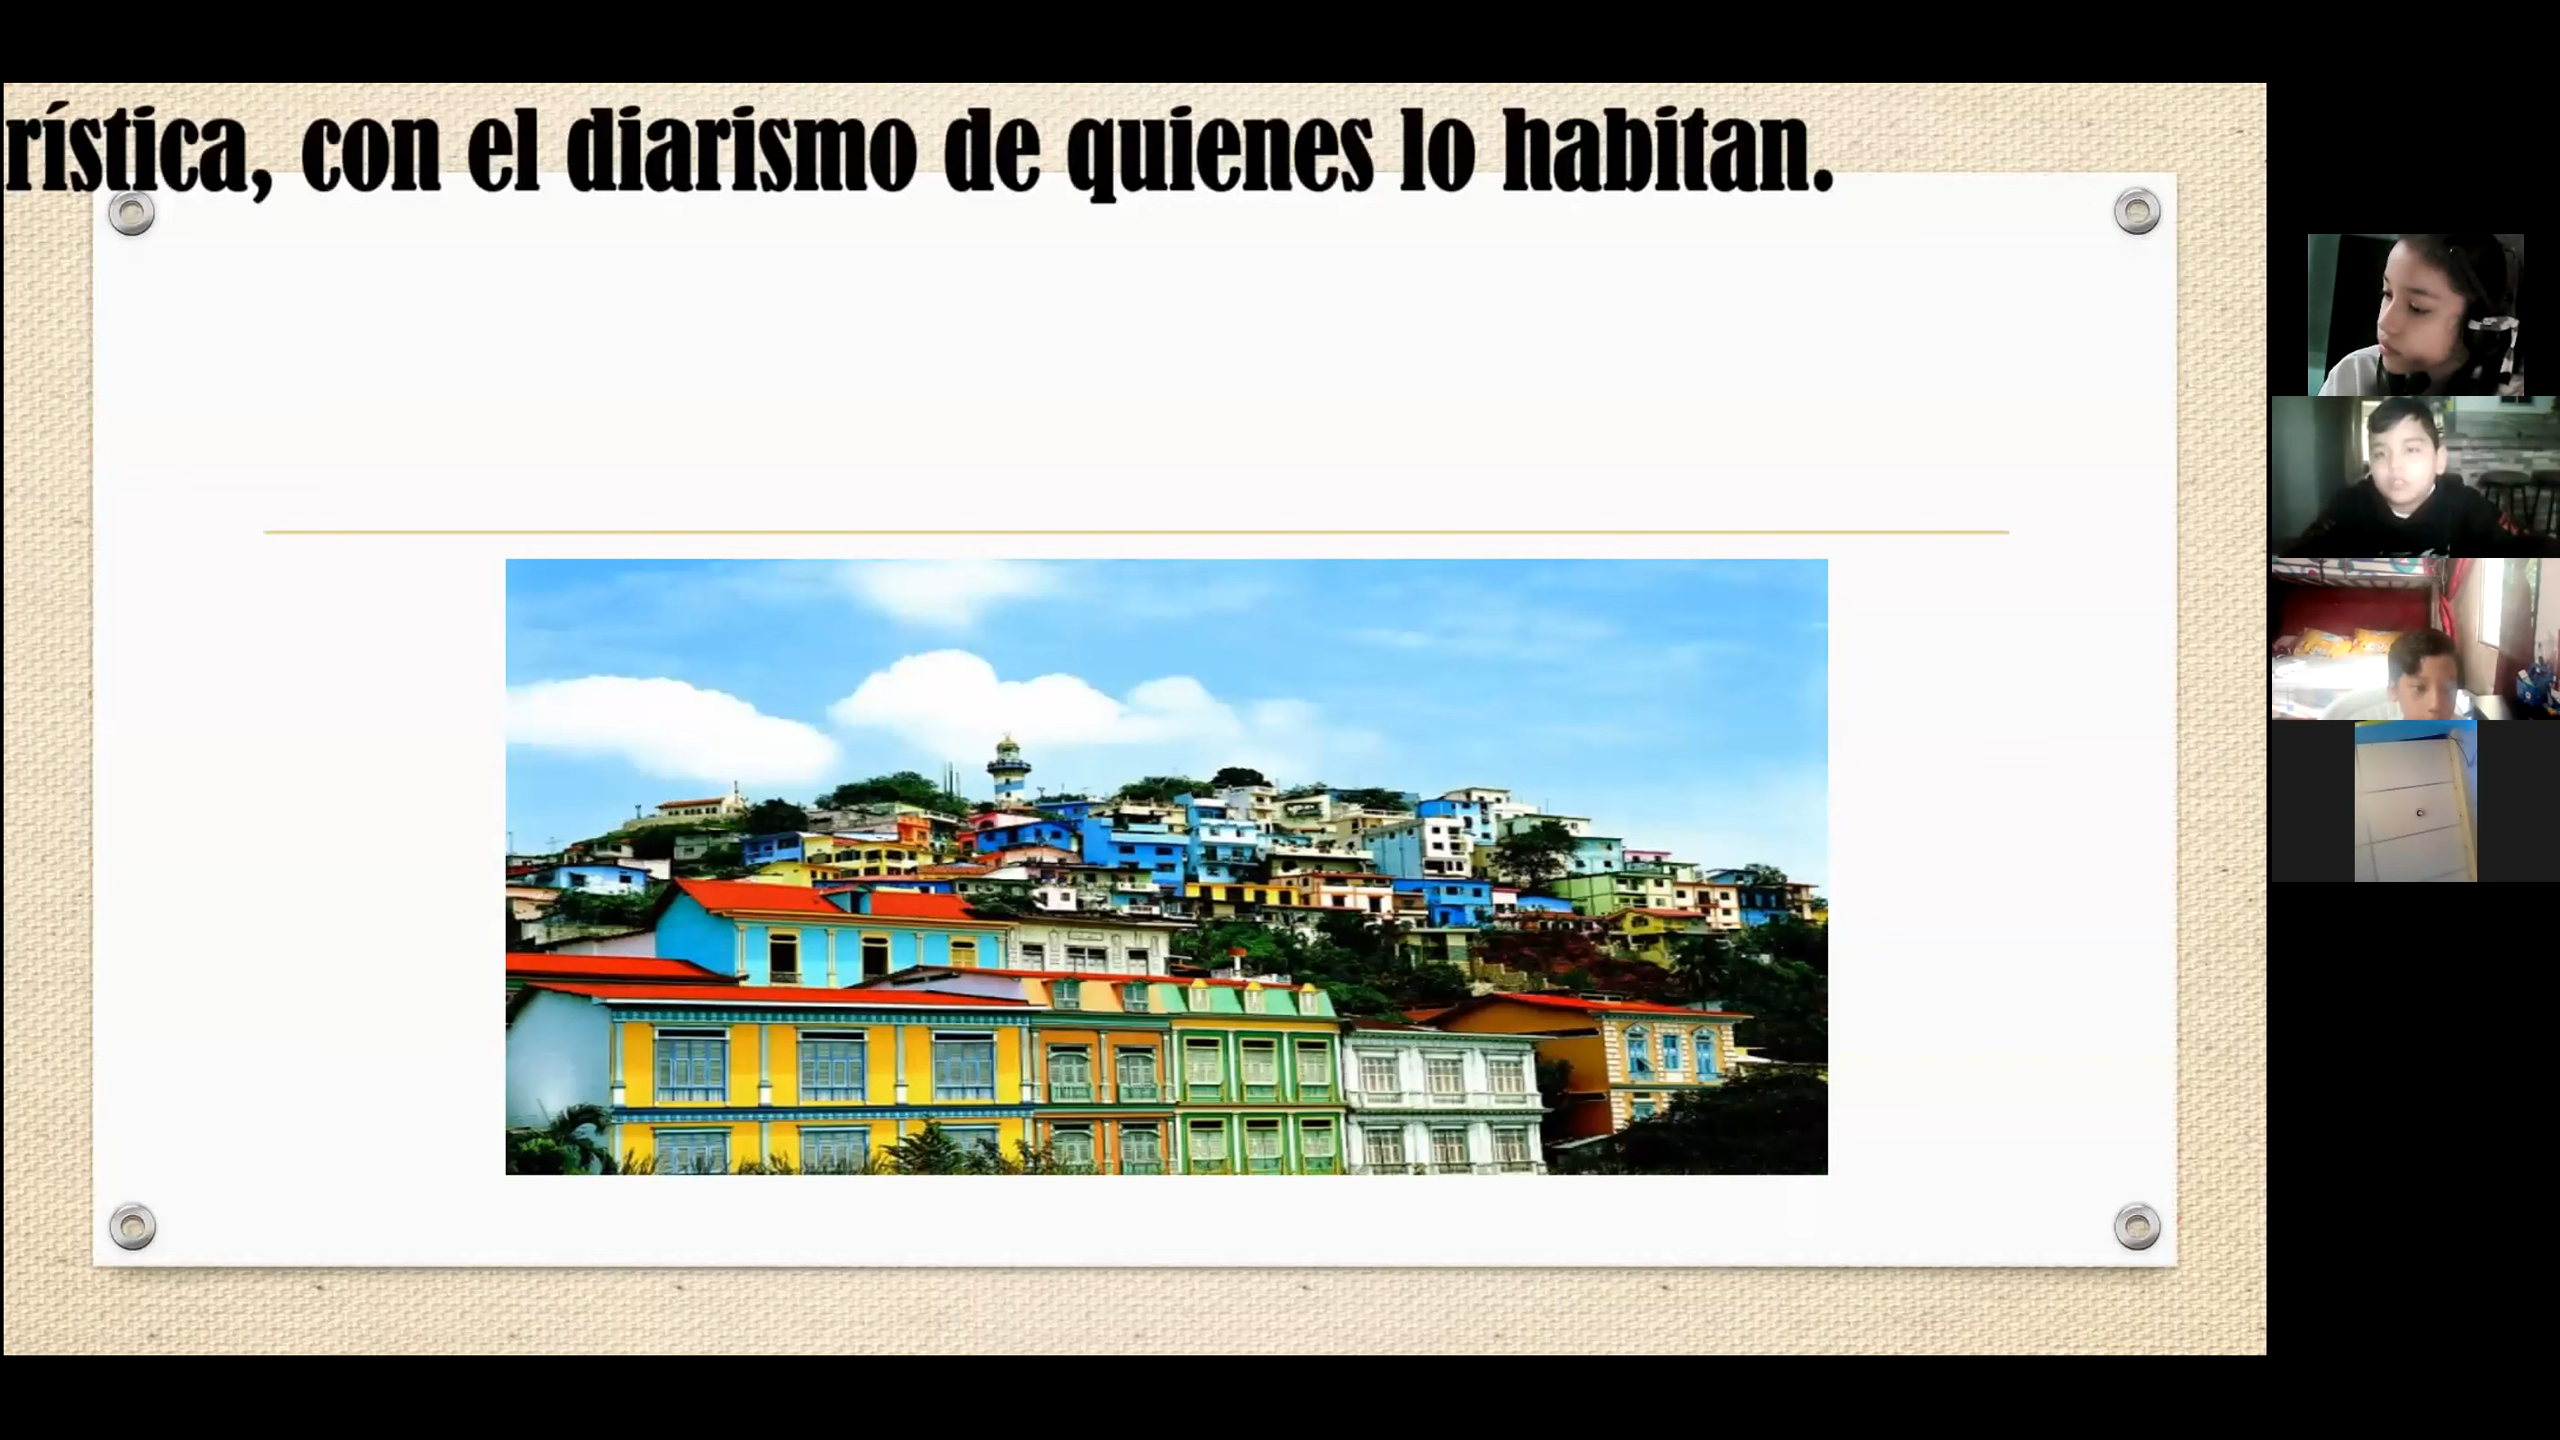 rística, con el diarismo de quienes lo habitan.